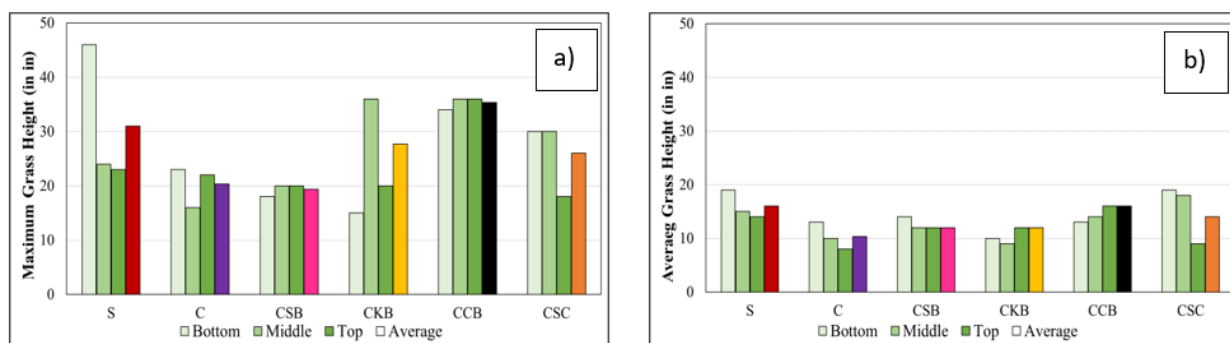 a)
Maximum Grass Height (in in)
50
40
30
20
10
0
S C CSB CKB CCB CSC
Bottom Middle Top Average
b)
Averaeg Grass Height (in in)
50
40
30
20
10
0
S C CSB CKB CCB CSC
Bottom Middle Top Average